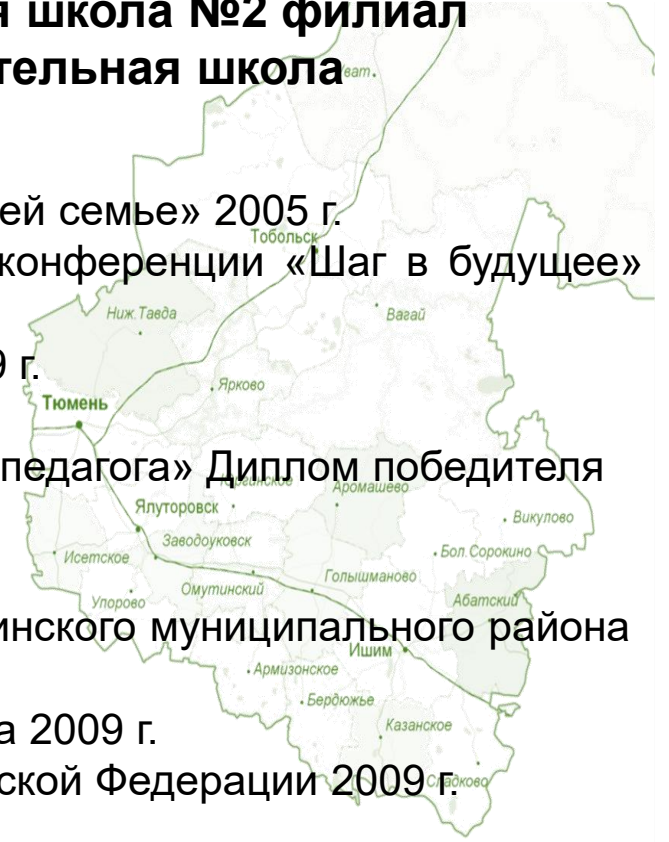 я школа №2 филиал
тельная школа
Уват
ей семье» 2005 г.
Тобольск
конференции «Шаг в будущее»
Ниж. Тавда
Вагай
9 г.
Ярково
Тюмень
педагога» Диплом победителя
Аромашево
Ялуторовск
Викулово
Заводоуковск
Бол. Сорокино
Исетское
Голышманово
Омутинский
Упорово
Абатский
инского муниципального района
Ишим
Армизонское
Бердюжье
Казанское
а 2009 г.
ской Федерации 2009 г.
Сладково